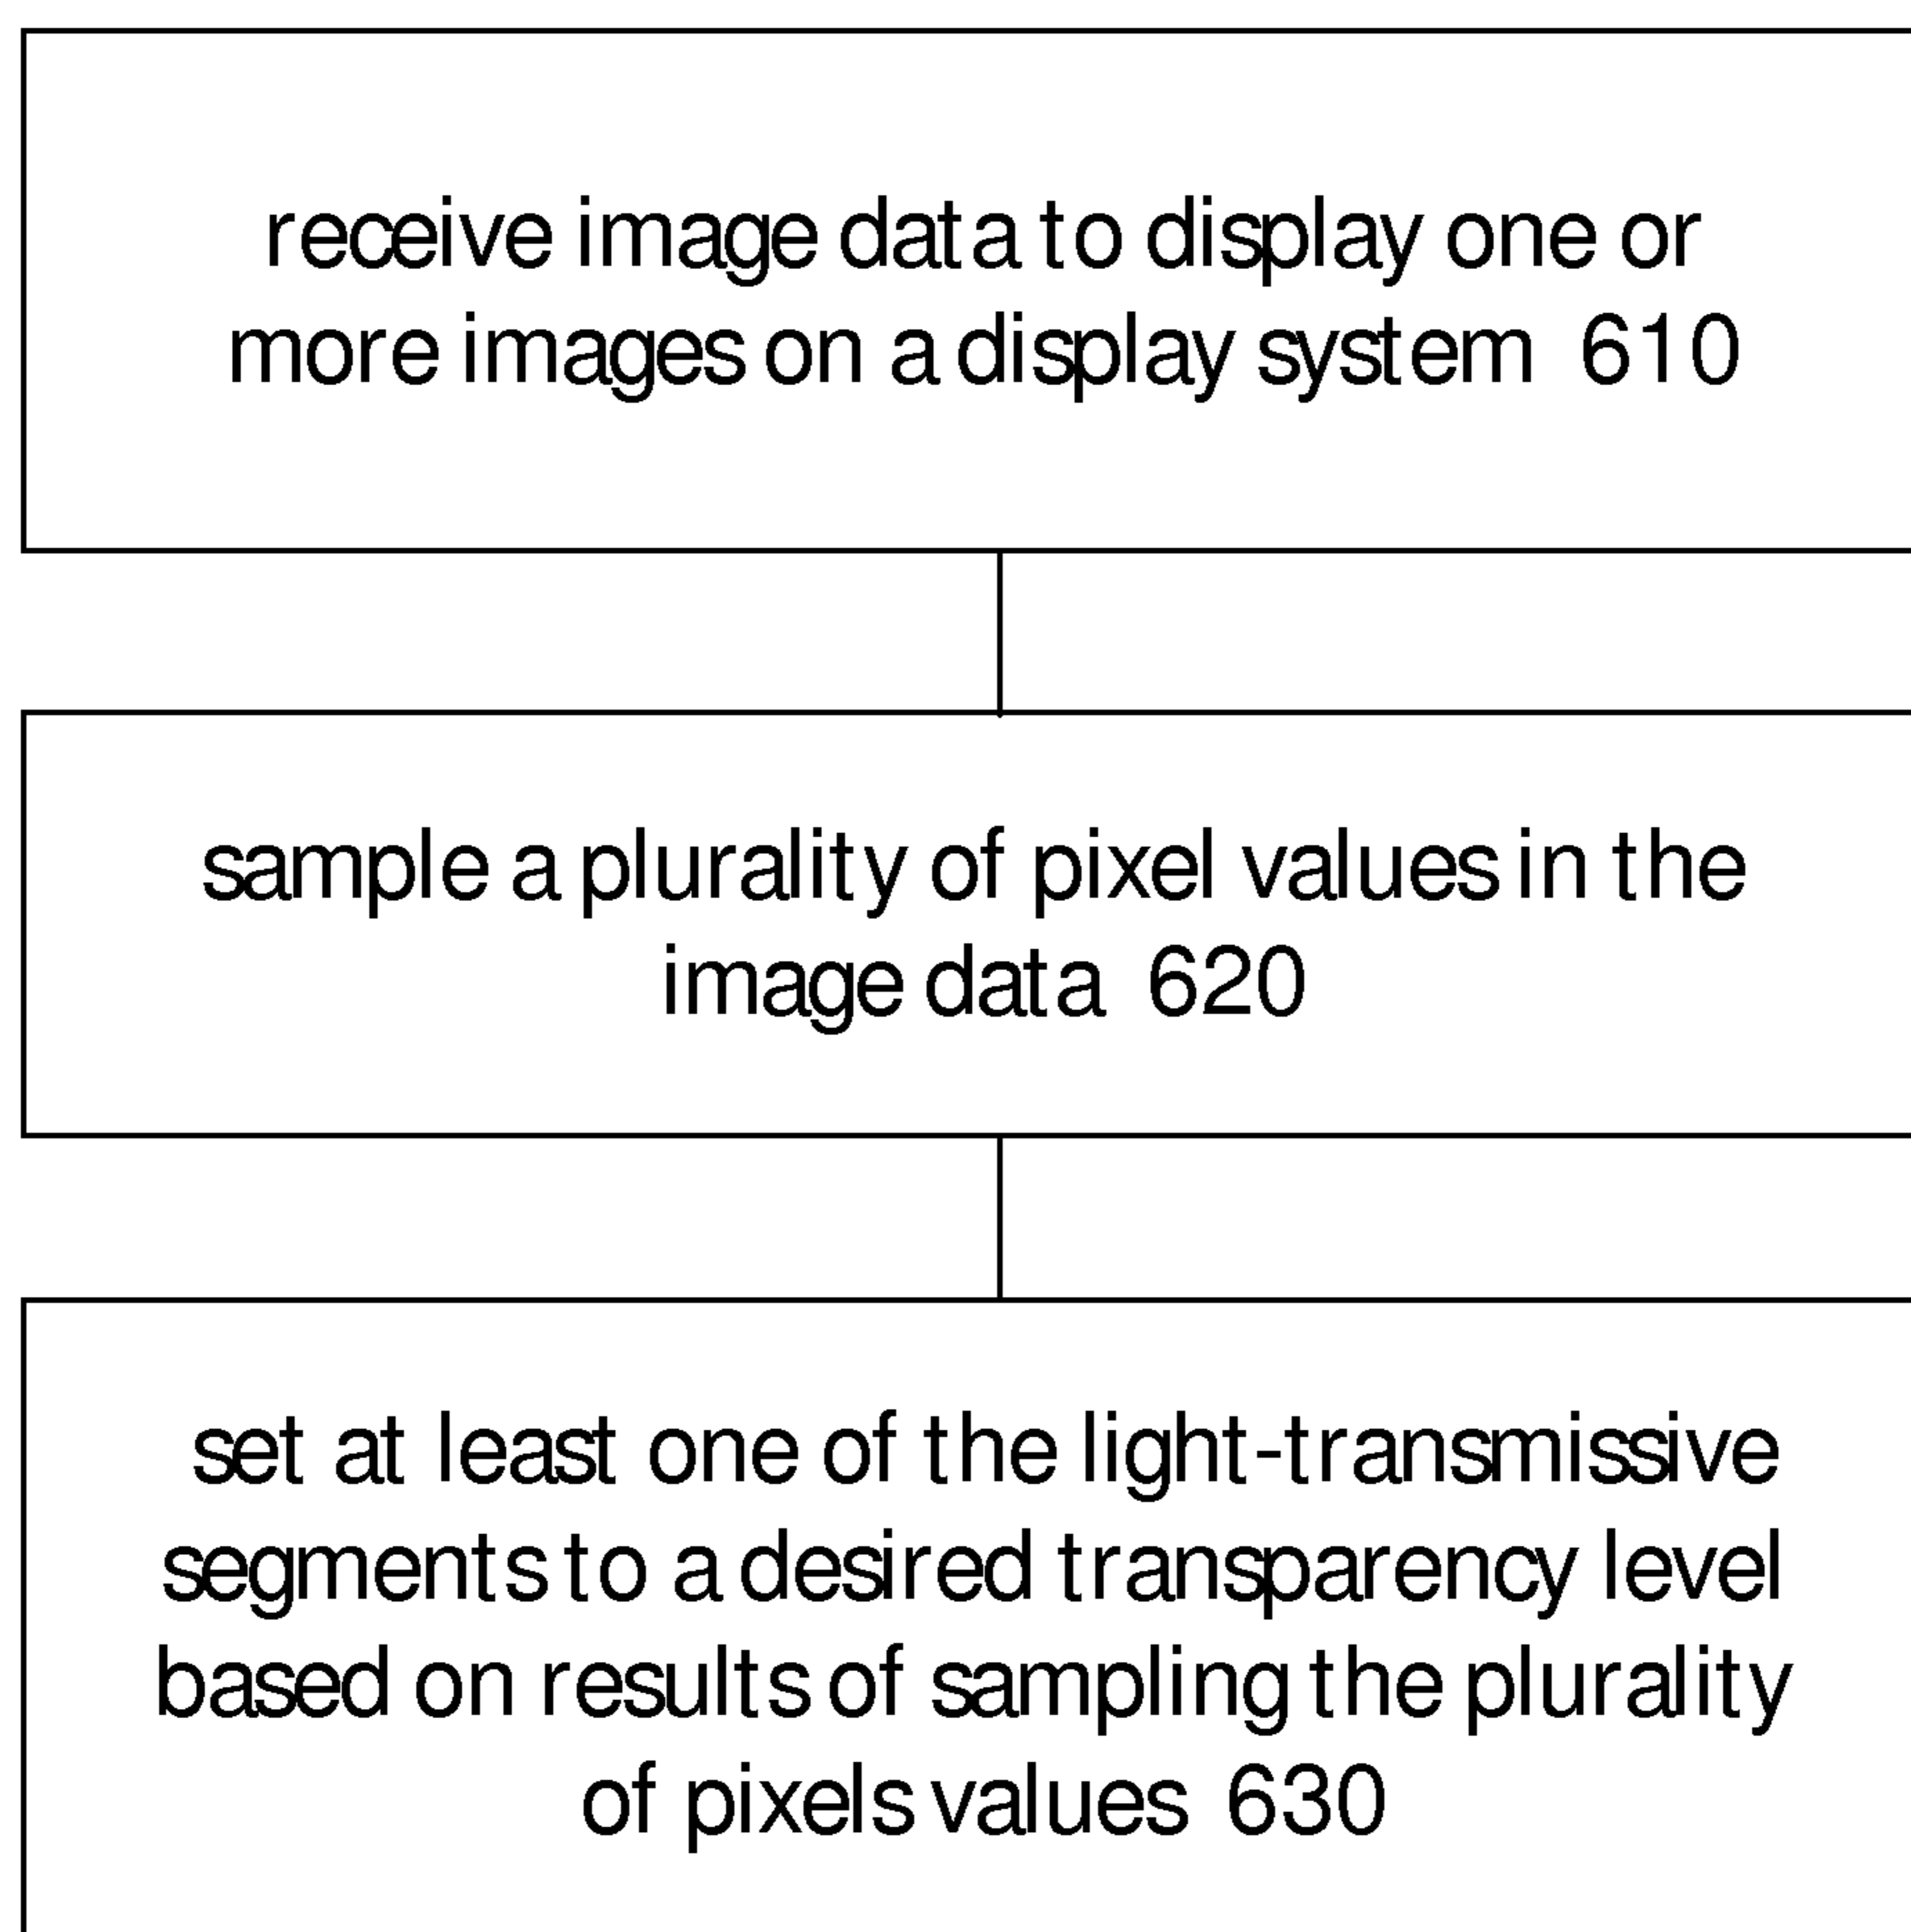 receive image data to display one or
more images on a display system 610
sample a plurality of pixel values in the
image data 620
set at least one of the light-transmissive
segments to a desired transparency level
based on results of sampling the plurality
of pixels values 630